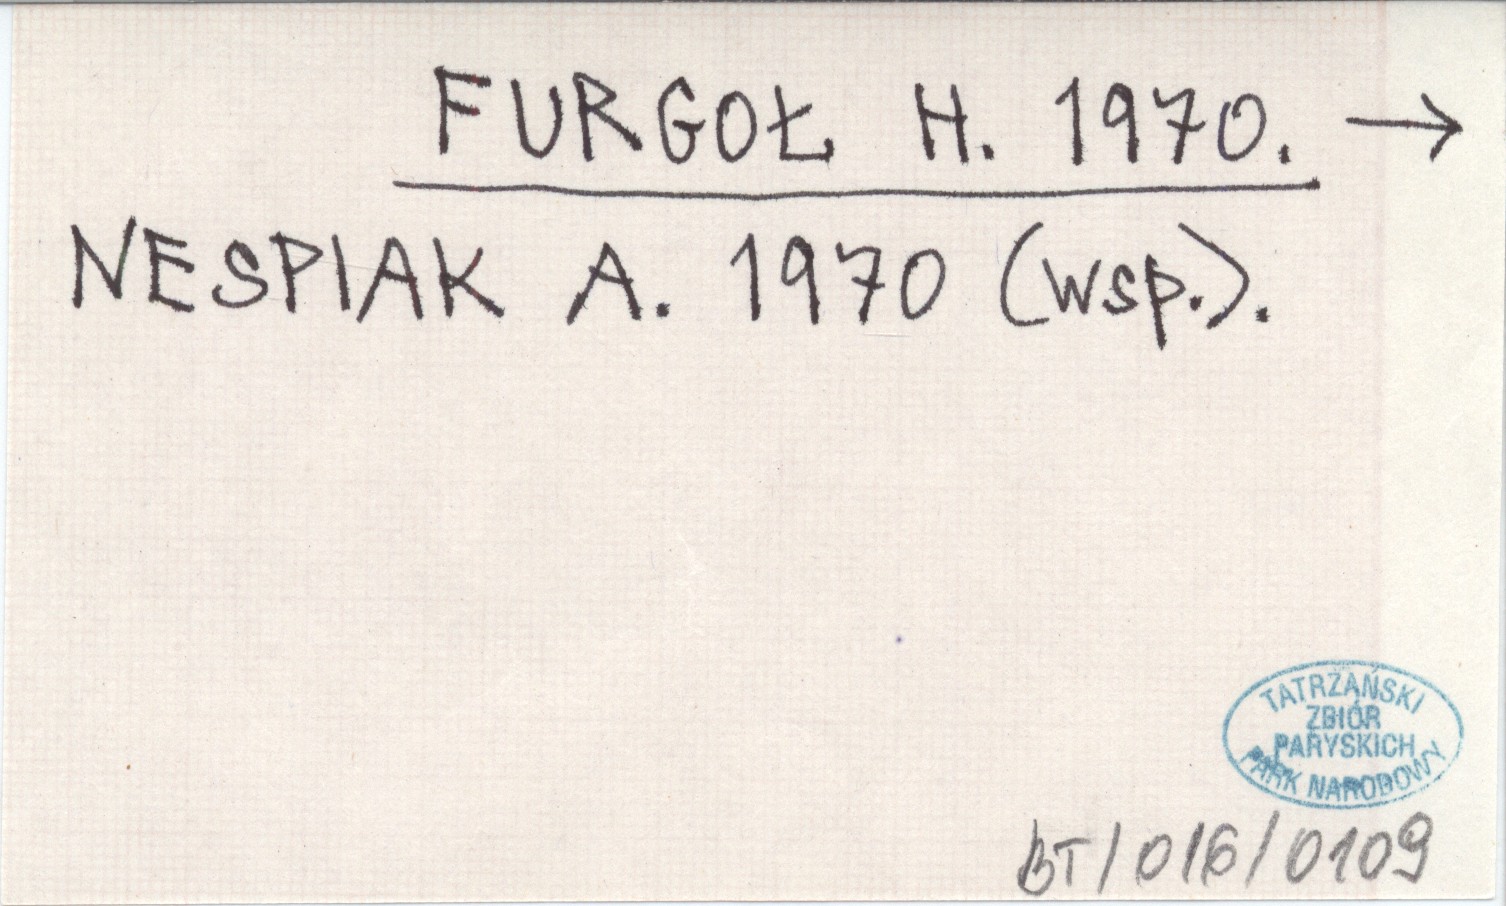 FURGOŁ H. 1970. →
NESPIAK A. 1970 (wsp.).
TATRZAŃSKI
ZBIÓR
PARYSKICH
PARK NARODOWY
BT/016/0109